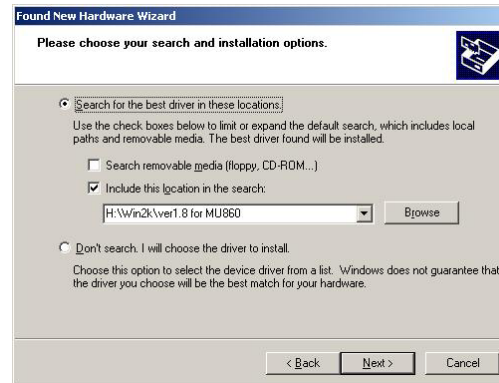 Found New Hardware Wizard
Please choose your search and installation options.
Search for the best driver in these locations.
Use the check boxes below to limit or expand the default search, which includes local
paths and removable media. The best driver found will be installed.
Search removable media (floppy, CD-ROM...)
Include this location in the search:
H:\Win2k\ver1.8 for MU860
Browse
Don't search. I will choose the driver to install.
Choose this option to select the device driver from a list. Windows does not guarantee that
the driver you choose will be the best match for your hardware.
< Back
Next >
Cancel